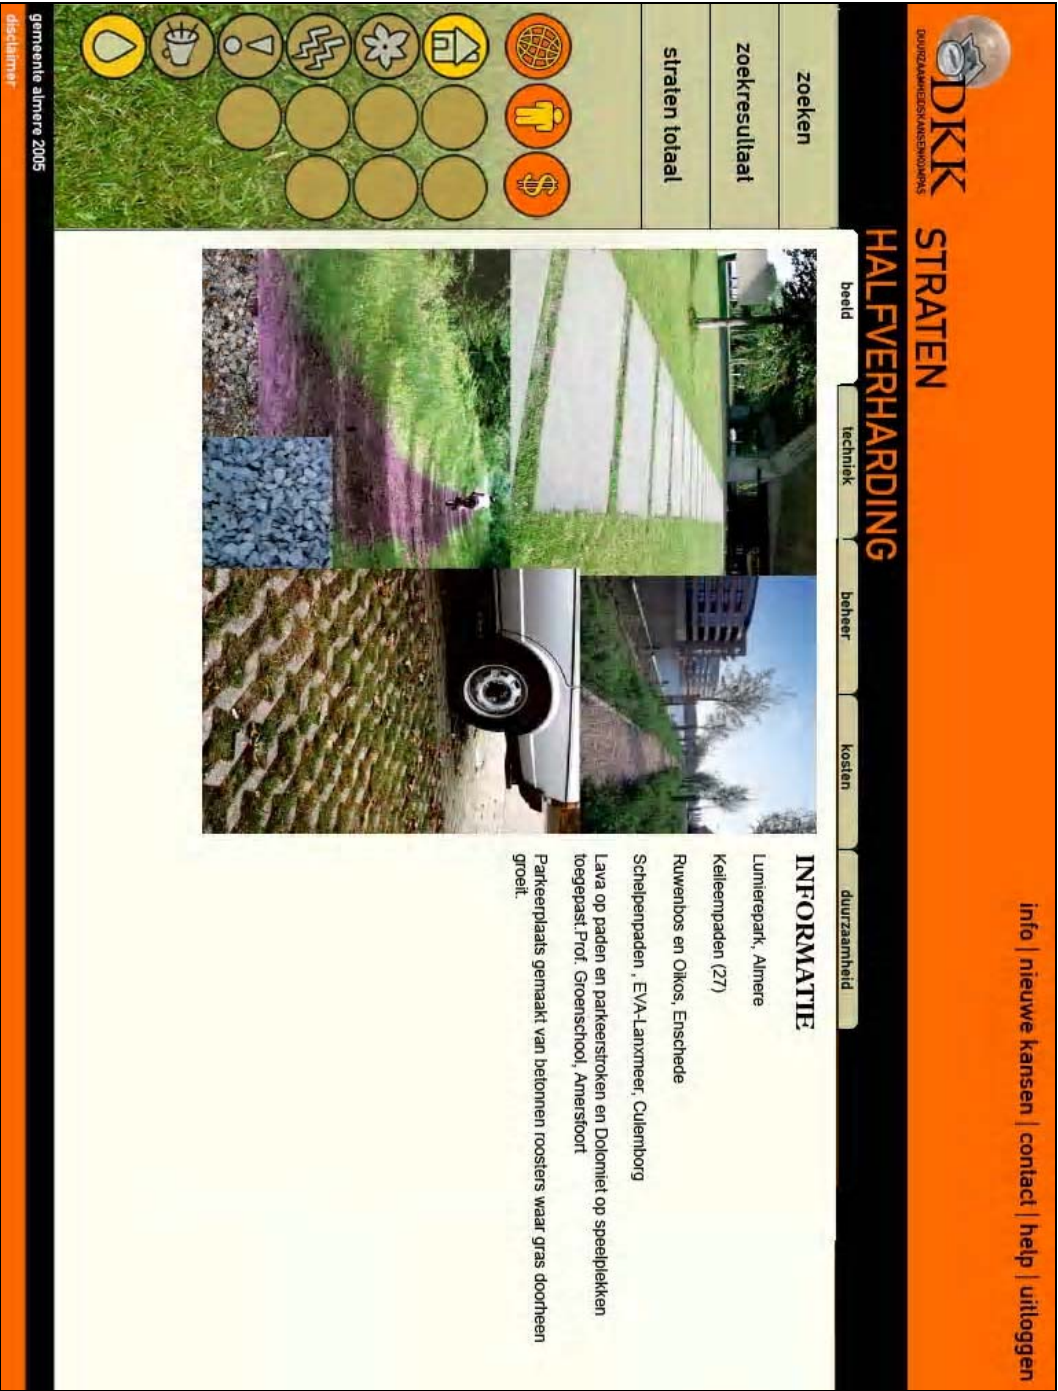 DKK
DUURZAAMHEIDSKANSEN(K)OMPAS
info | nieuwe kansen | contact | help | uitloggen
STRATEN
HALFVERHARDING
zoeken
zoekresultaat
straten totaal
beeld
techniek
beheer
kosten
duurzaamheid
INFORMATIE
Lumierepark, Almere
Keileempaden (27)
Ruwenbos en Oikos, Enschede
Schelpenpaden , EVA-Lanxmeer, Culemborg
Lava op paden en parkeerstroken en Dolomiet op speelplekken
toegepast.Prof. Groenschool, Amersfoort
Parkeerplaats gemaakt van betonnen roosters waar gras doorheen
groeit.
gemeente almere 2005
disclaimer